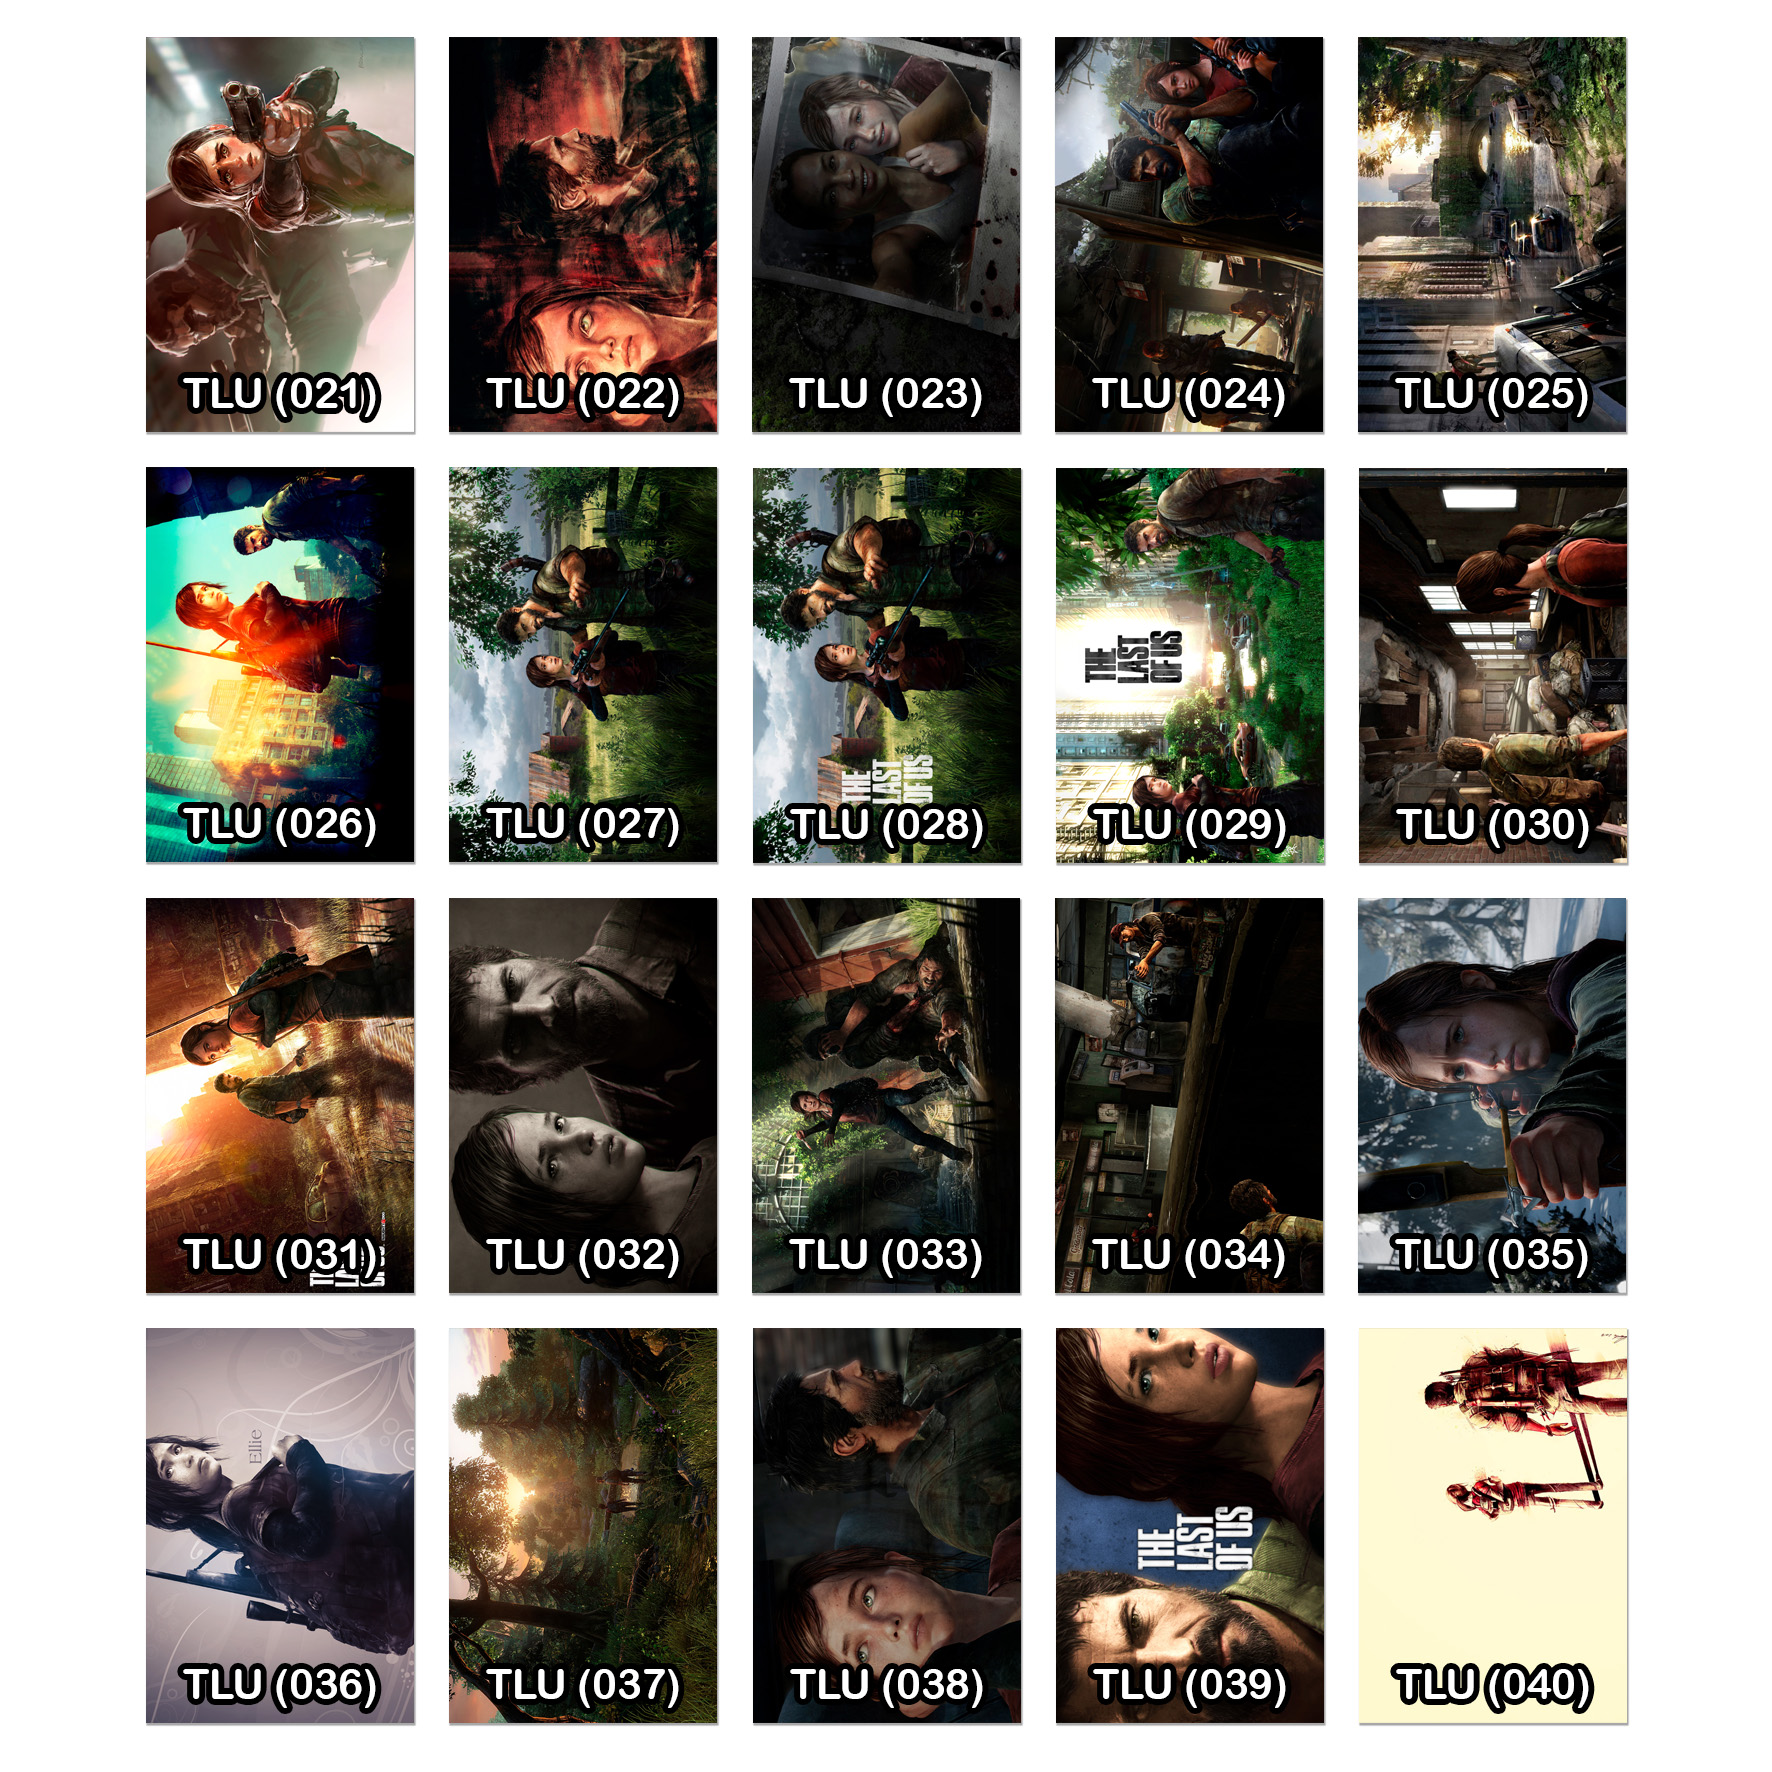 TLU (021)
TLU (022)
TLU (023)
TLU (024)
TLU (025)
TLU (026)
TLU (027)
THE
LAST
OF US
TLU (028)
THE
LAST
OF US
TLU (029)
TLU (030)
TLU (031)
TLU (032)
TLU (033)
TLU (034)
TLU (035)
Ellie
TLU (036)
TLU (037)
TLU (038)
THE
LAST
OF US
TLU (039)
TLU (040)